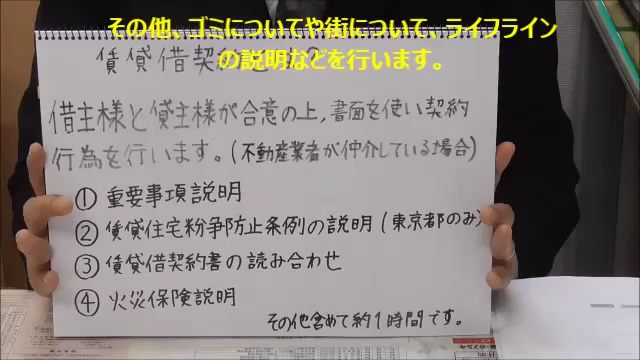 その他、ゴミについてや街について、ライフライン
の説明などを行います。
賃貸借契約とは?
借主様と貸主様が合意の上,書面を使い契約
行為を行います。(不動産業者が仲介している場合)
① 重要事項説明
② 賃貸住宅紛争防止条例の説明(東京都のみ)
③ 賃貸借契約書の読み合わせ
④ 火災保険説明
その他含めて約1時間です。